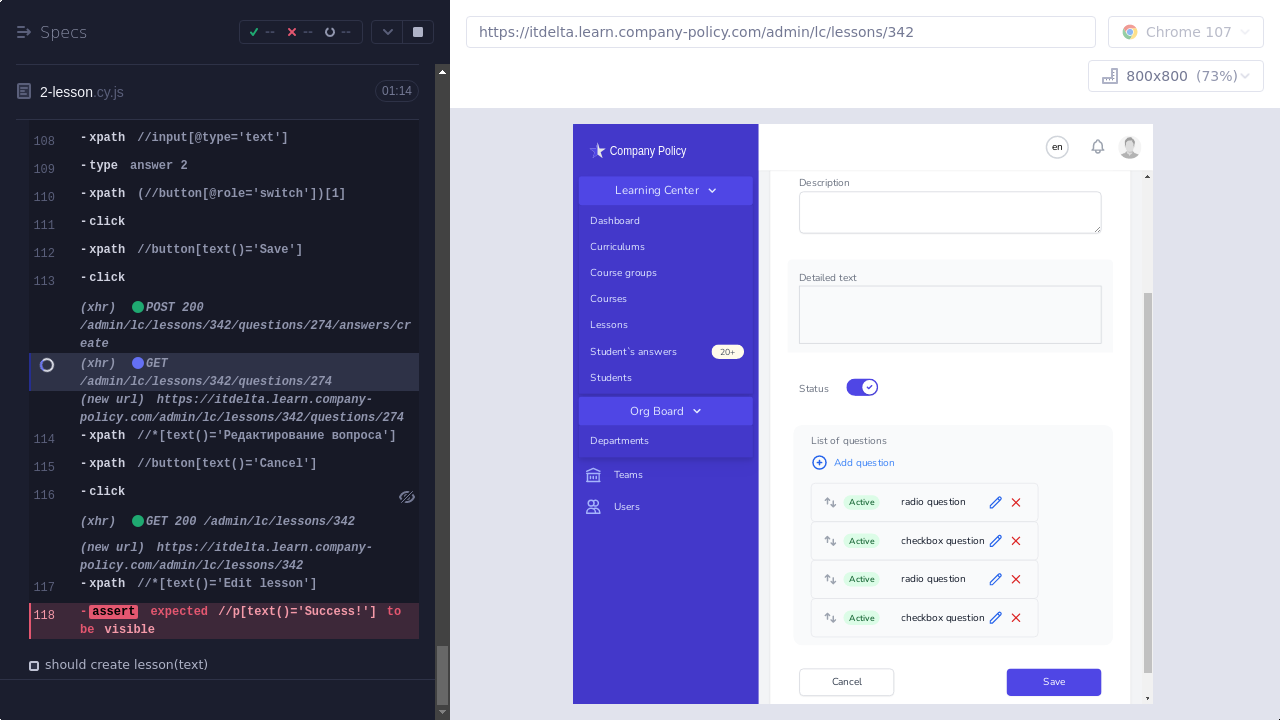 Specs
--
--
--
2-lesson.cy.js
01:14
108 -xpath //input[@type='text']
109 -type answer 2
110 -xpath (//button[@role='switch'])[1]
111 -click
112 -xpath //button[text()='Save']
113 -click
(xhr) POST 200
/admin/lc/lessons/342/questions/274/answers/cr
eate
(xhr) GET
/admin/lc/lessons/342/questions/274
(new url) https://itdelta.learn.company-
policy.com/admin/lc/lessons/342/questions/274
114 -xpath //*[text()='Редактирование вопроса']
115 -xpath //button[text()='Cancel']
116 -click
(xhr) GET 200 /admin/lc/lessons/342
(new url) https://itdelta.learn.company-
policy.com/admin/lc/lessons/342
117 -xpath //*[text()='Edit lesson']
118 -assert expected //p[text()='Success!'] to
be visible
should create lesson(text)
https://itdelta.learn.company-policy.com/admin/lc/lessons/342
Chrome 107
800x800 (73%)
Company Policy
en
Learning Center
Dashboard
Curriculums
Course groups
Courses
Lessons
Student`s answers 20+
Students
Org Board
Departments
Teams
Users
Description
Detailed text
Status
List of questions
Add question
Active radio question
Active checkbox question
Active radio question
Active checkbox question
Cancel
Save